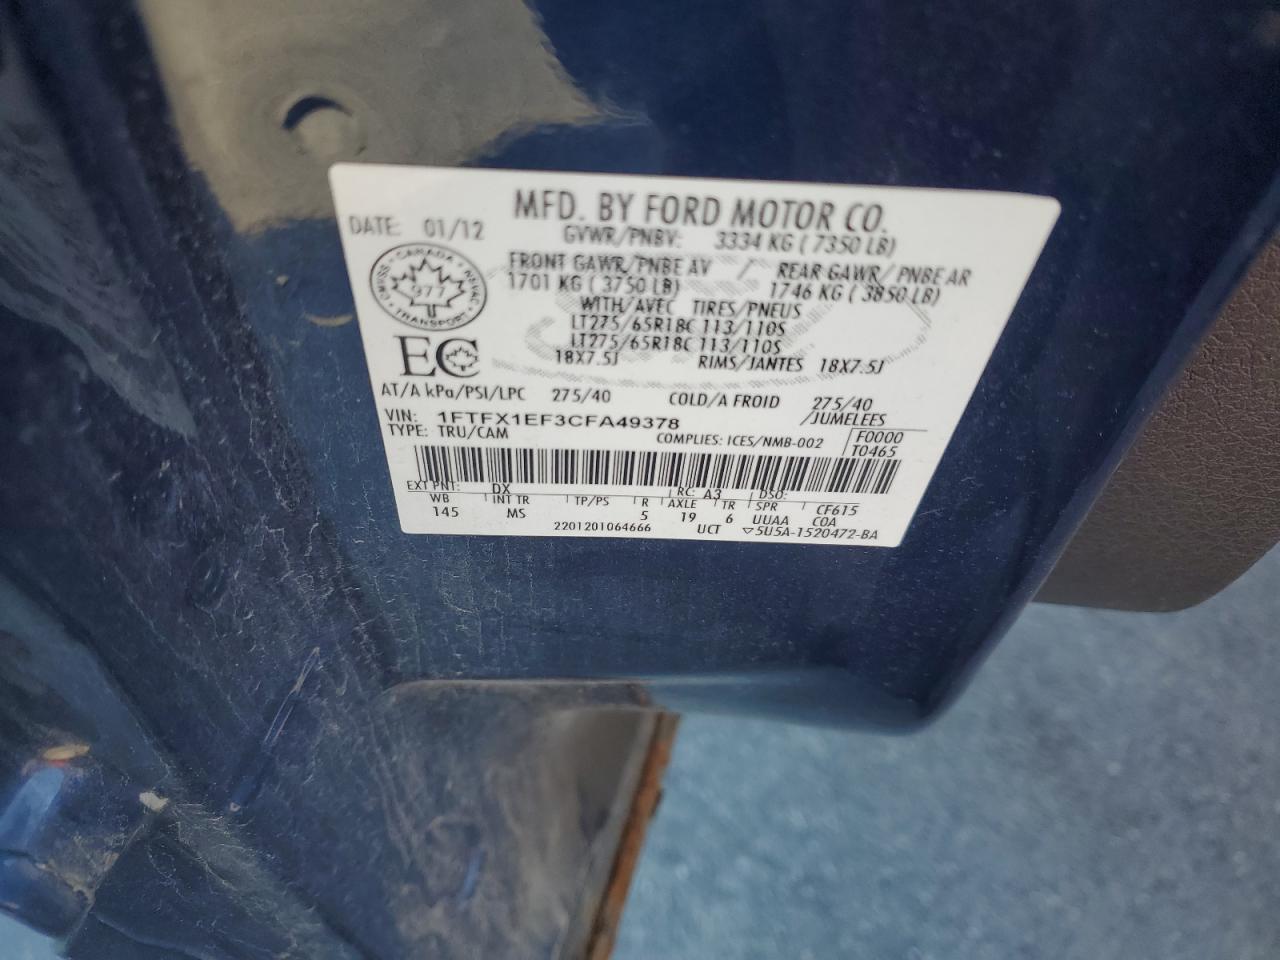 MFD. BY FORD MOTOR CO.
DATE: 01/12
GVWR/PNBV: 3334 KG ( 7350 LB)
FRONT GAWR/PNBE AV / REAR GAWR/PNBE AR
1701 KG ( 3750 LB) 1746 KG ( 3850 LB)
WITH/AVEC TIRES/PNEUS
LT275/65R18C 113/110S
LT275/65R18C 113/110S
18X7.5J RIMS/JANTES 18X7.5J
CANADA
977
TRANSPORT
EC
AT/A kPa/PSI/LPC 275/40 COLD/A FROID 275/40
VIN: 1FTFX1EF3CFA49378 /JUMELEES
TYPE: TRU/CAM COMPLIES: ICES/NMB-002
F0000
T0465
EXT PNT: DX RC: A3 DSO:
WB INT TR TP/PS R AXLE TR SPR CF615
145 MS 5 19 6 UUAA C0A
2201201064666 UCT ▽5U5A-1520472-BA